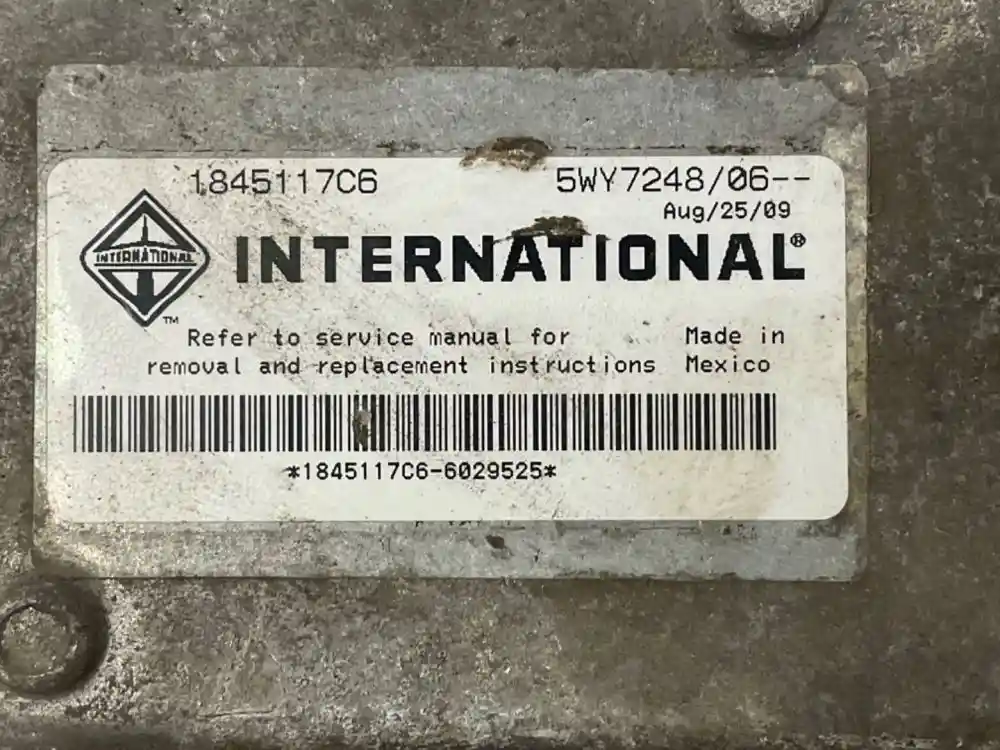 1845117C6 5WY7248/06--
Aug/25/09
INTERNATIONAL
INTERNATIONAL®
™
Refer to service manual for Made in
removal and replacement instructions Mexico
*1845117C6-6029525*